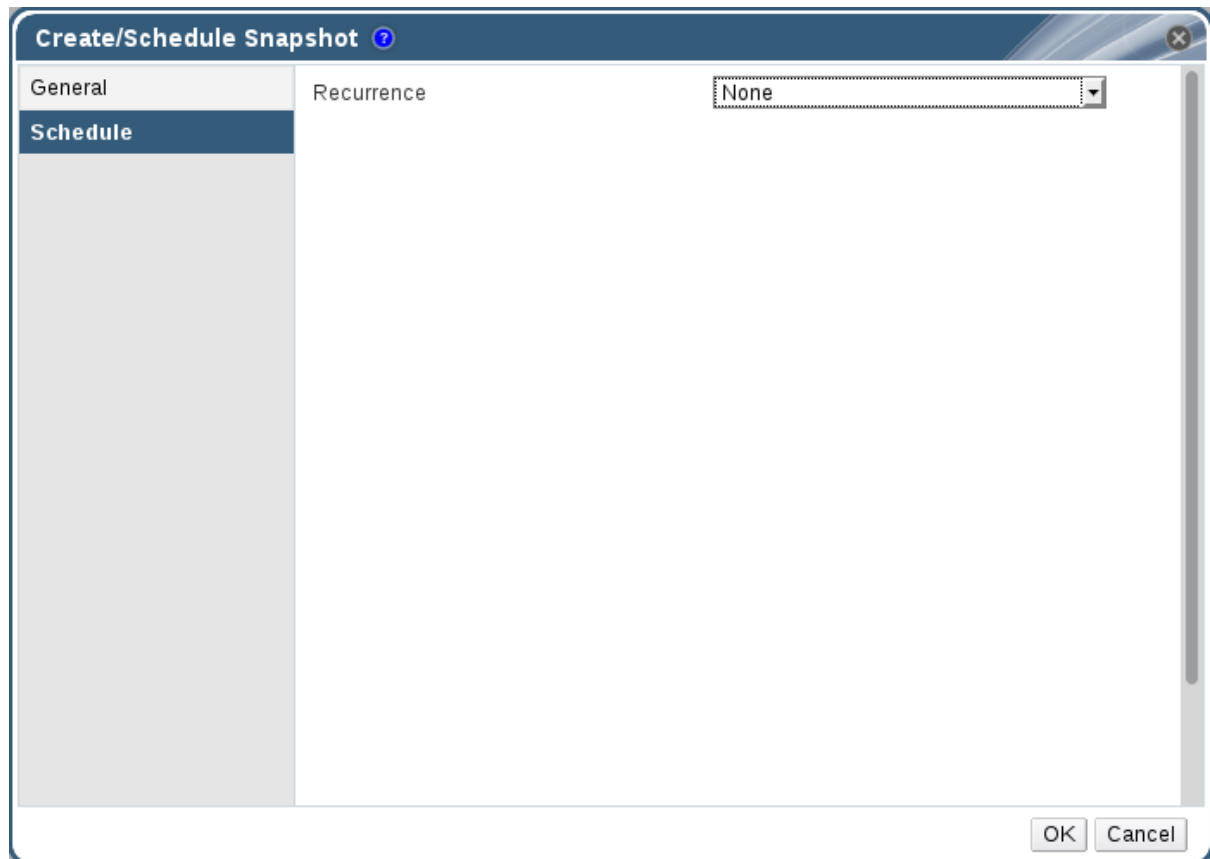 Create/Schedule Snapshot ?
General
Recurrence None
Schedule
OK Cancel